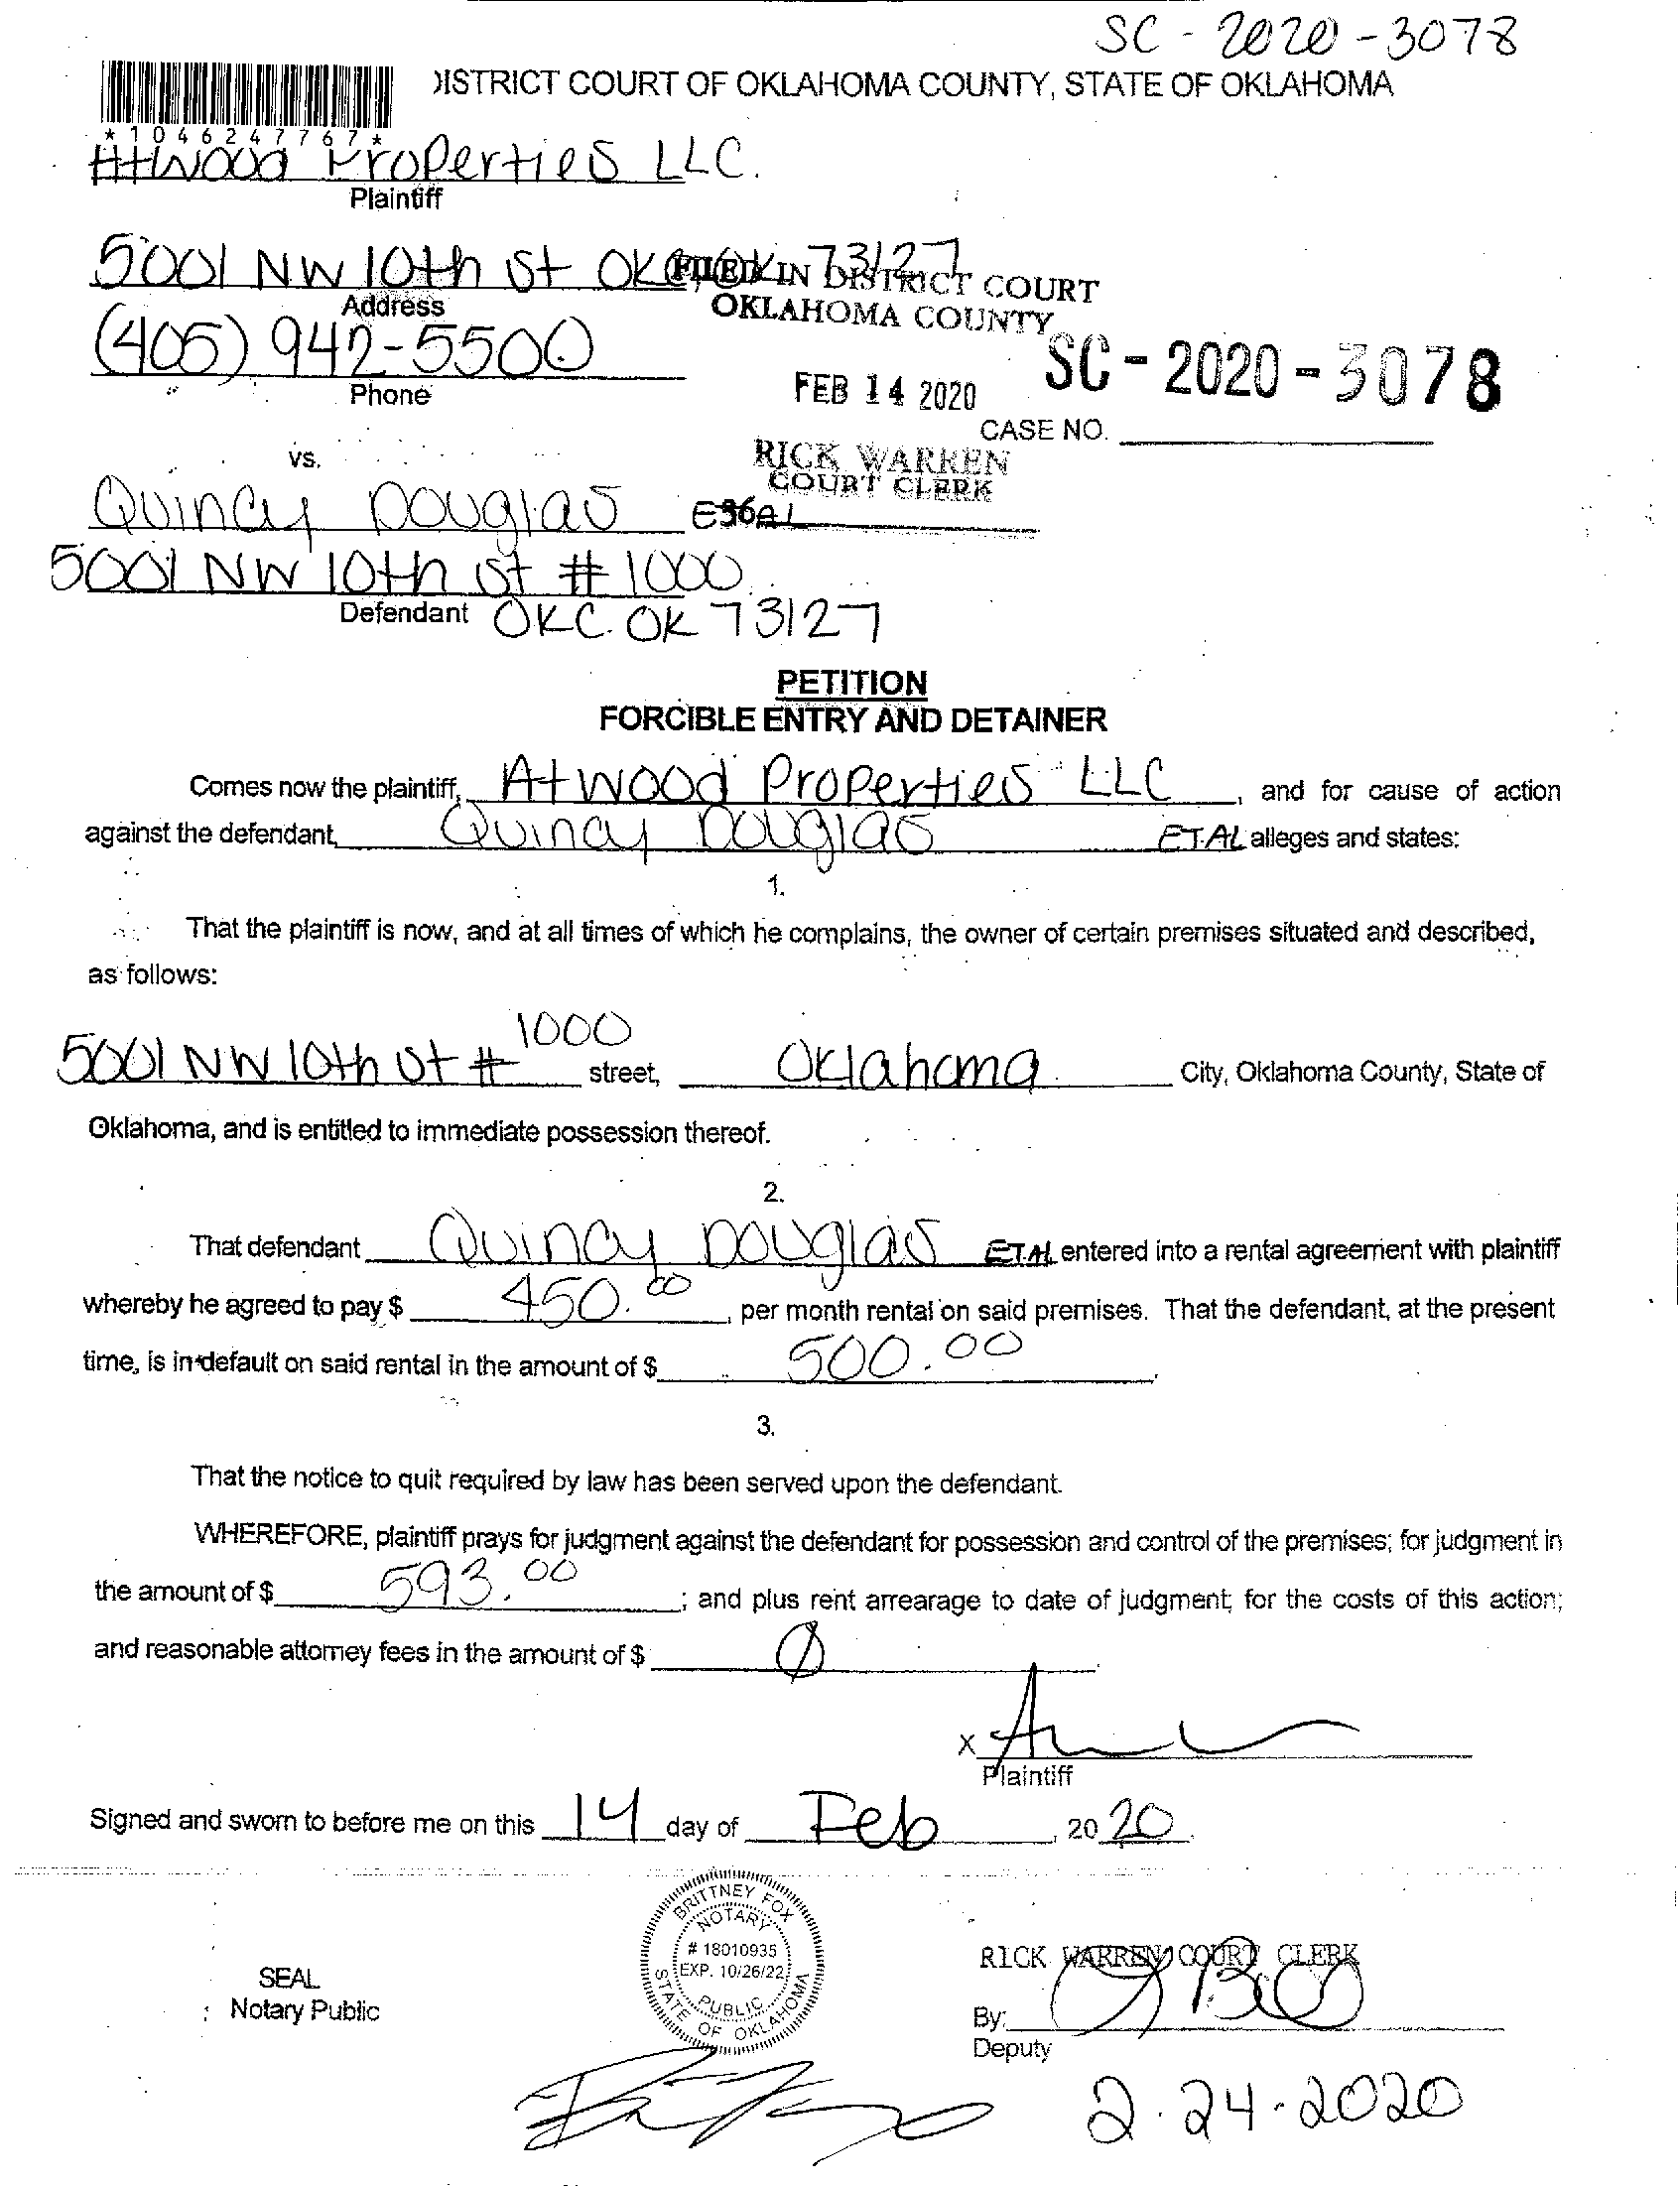 SC - 2020 - 3078
DISTRICT COURT OF OKLAHOMA COUNTY, STATE OF OKLAHOMA
*1046247767*
Atwood Properties LLC.
Plaintiff
5001 NW 10th St OKC, OK 73127
FILED IN DISTRICT COURT
Address
OKLAHOMA COUNTY
(405) 942-5500
Phone
FEB 14 2020
SC - 2020 - 3078
CASE NO.
vs.
RICK WARREN
COURT CLERK
Quincy Douglas ET AL
36
5001 NW 10th St # 1000
Defendant OKC. OK 73127
PETITION
FORCIBLE ENTRY AND DETAINER
Comes now the plaintiff, Atwood Properties LLC, and for cause of action
against the defendant, Quincy Douglas ET.AL alleges and states:
1.
That the plaintiff is now, and at all times of which he complains, the owner of certain premises situated and described,
as follows:
5001 NW 10th St # 1000 street, Oklahoma City, Oklahoma County, State of
Oklahoma, and is entitled to immediate possession thereof.
2.
That defendant Quincy Douglas ET.AL entered into a rental agreement with plaintiff
whereby he agreed to pay $ 450.00, per month rental on said premises. That the defendant, at the present
time, is in default on said rental in the amount of $ 500.00.
3.
That the notice to quit required by law has been served upon the defendant.
WHEREFORE, plaintiff prays for judgment against the defendant for possession and control of the premises; for judgment in
the amount of $ 593.00; and plus rent arrearage to date of judgment; for the costs of this action;
and reasonable attorney fees in the amount of $ Ø
X
Plaintiff
Signed and sworn to before me on this 14 day of Feb, 2020.
BRITTNEY FOX
NOTARY
# 18010935
EXP. 10/26/22
PUBLIC
STATE OF OKLAHOMA
SEAL
Notary Public
RICK WARREN COURT CLERK
By:
Deputy
2.24.2020